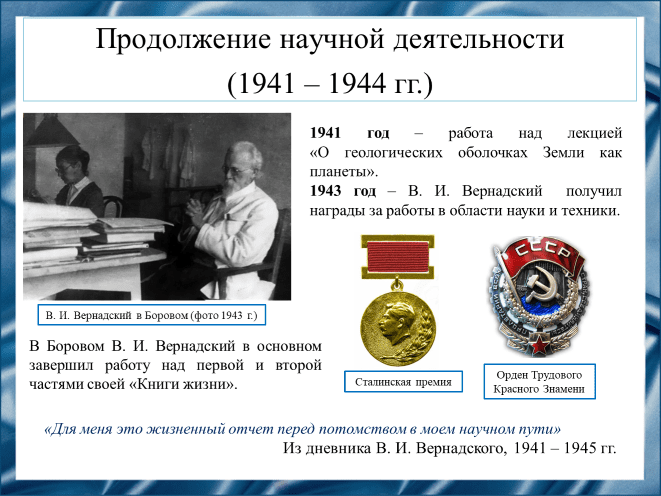 Продолжение научной деятельности
(1941 – 1944 гг.)
1941 год – работа над лекцией
«О геологических оболочках Земли как
планеты».
1943 год – В. И. Вернадский получил
награды за работы в области науки и техники.
В. И. Вернадский в Боровом (фото 1943 г.)
СССР
В Боровом В. И. Вернадский в основном
завершил работу над первой и второй
частями своей «Книги жизни».
Сталинская премия
Орден Трудового
Красного Знамени
«Для меня это жизненный отчет перед потомством в моем научном пути»
Из дневника В. И. Вернадского, 1941 – 1945 гг.